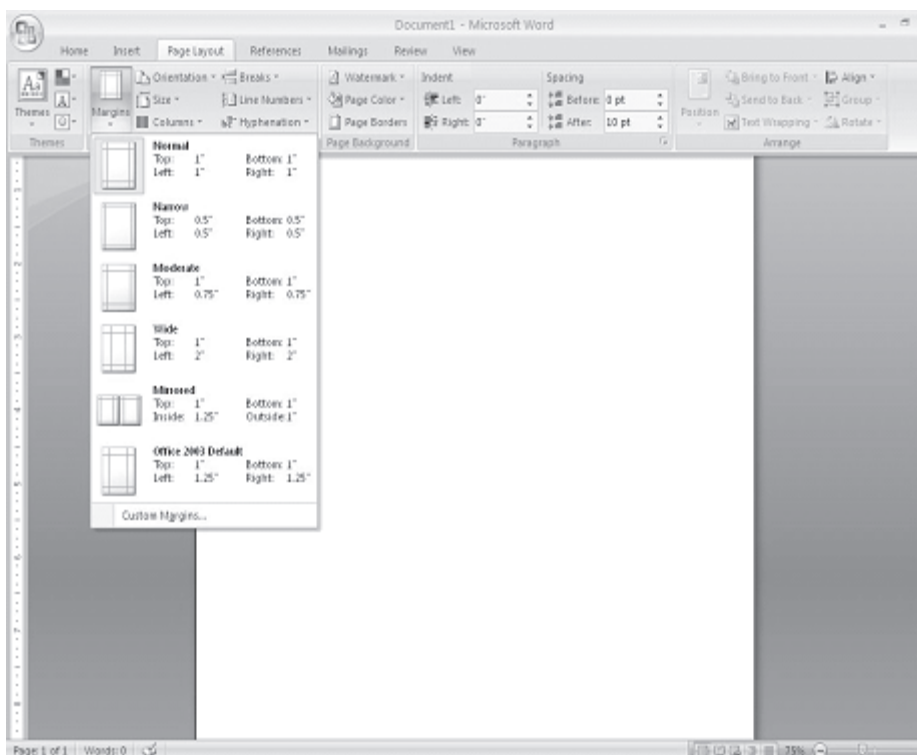 Document1 - Microsoft Word
Home Insert Page Layout References Mailings Review View
Themes
Margins
Orientation
Size
Columns
Breaks
Line Numbers
Hyphenation
Watermark
Page Color
Page Borders
Indent
Left: 0"
Right: 0"
Spacing
Before: 0 pt
After: 10 pt
Position
Bring to Front
Send to Back
Text Wrapping
Align
Group
Rotate
Themes Page Background Paragraph Arrange
Normal
Top: 1" Bottom: 1"
Left: 1" Right: 1"
Narrow
Top: 0.5" Bottom: 0.5"
Left: 0.5" Right: 0.5"
Moderate
Top: 1" Bottom: 1"
Left: 0.75" Right: 0.75"
Wide
Top: 1" Bottom: 1"
Left: 2" Right: 2"
Mirrored
Top: 1" Bottom: 1"
Inside: 1.25" Outside: 1"
Office 2003 Default
Top: 1" Bottom: 1"
Left: 1.25" Right: 1.25"
Custom Margins...
Page: 1 of 1 Words: 0 75%